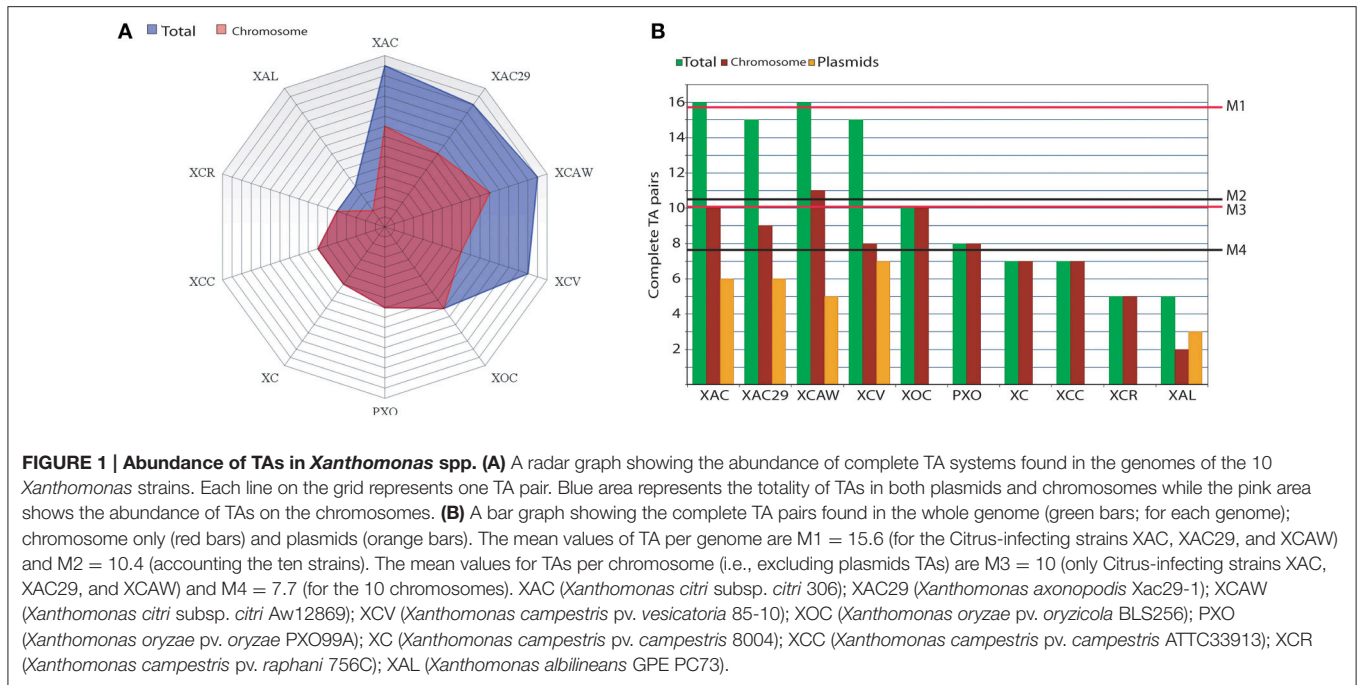 A Total Chromosome
XAC
XAL XAC29
XCR XCAW
XCC XCV
XC XOC
PXO
B
Total Chromosome Plasmids
Complete TA pairs
16
14
12
10
8
6
4
2
M1
M2
M3
M4
XAC XAC29 XCAW XCV XOC PXO XC XCC XCR XAL
FIGURE 1 | Abundance of TAs in Xanthomonas spp. (A) A radar graph showing the abundance of complete TA systems found in the genomes of the 10
Xanthomonas strains. Each line on the grid represents one TA pair. Blue area represents the totality of TAs in both plasmids and chromosomes while the pink area
shows the abundance of TAs on the chromosomes. (B) A bar graph showing the complete TA pairs found in the whole genome (green bars; for each genome);
chromosome only (red bars) and plasmids (orange bars). The mean values of TA per genome are M1 = 15.6 (for the Citrus-infecting strains XAC, XAC29, and XCAW)
and M2 = 10.4 (accounting the ten strains). The mean values for TAs per chromosome (i.e., excluding plasmids TAs) are M3 = 10 (only Citrus-infecting strains XAC,
XAC29, and XCAW) and M4 = 7.7 (for the 10 chromosomes). XAC (Xanthomonas citri subsp. citri 306); XAC29 (Xanthomonas axonopodis Xac29-1); XCAW
(Xanthomonas citri subsp. citri Aw12869); XCV (Xanthomonas campestris pv. vesicatoria 85-10); XOC (Xanthomonas oryzae pv. oryzicola BLS256); PXO
(Xanthomonas oryzae pv. oryzae PXO99A); XC (Xanthomonas campestris pv. campestris 8004); XCC (Xanthomonas campestris pv. campestris ATTC33913); XCR
(Xanthomonas campestris pv. raphani 756C); XAL (Xanthomonas albilineans GPE PC73).